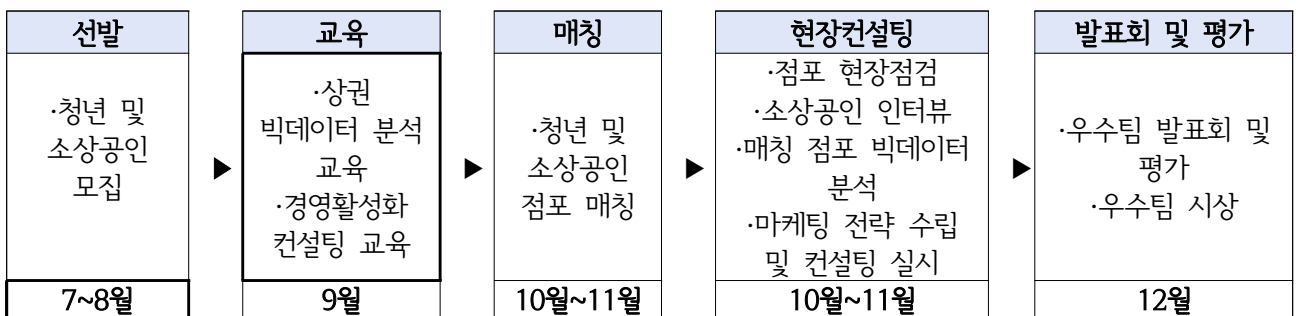 선발
·청년 및
소상공인
모집
7~8월
▶
교육
·상권
빅데이터 분석
교육
·경영활성화
컨설팅 교육
9월
▶
매칭
·청년 및
소상공인
점포 매칭
10월~11월
▶
현장컨설팅
·점포 현장점검
·소상공인 인터뷰
·매칭 점포 빅데이터
분석
·마케팅 전략 수립
및 컨설팅 실시
10월~11월
▶
발표회 및 평가
·우수팀 발표회 및
평가
·우수팀 시상
12월